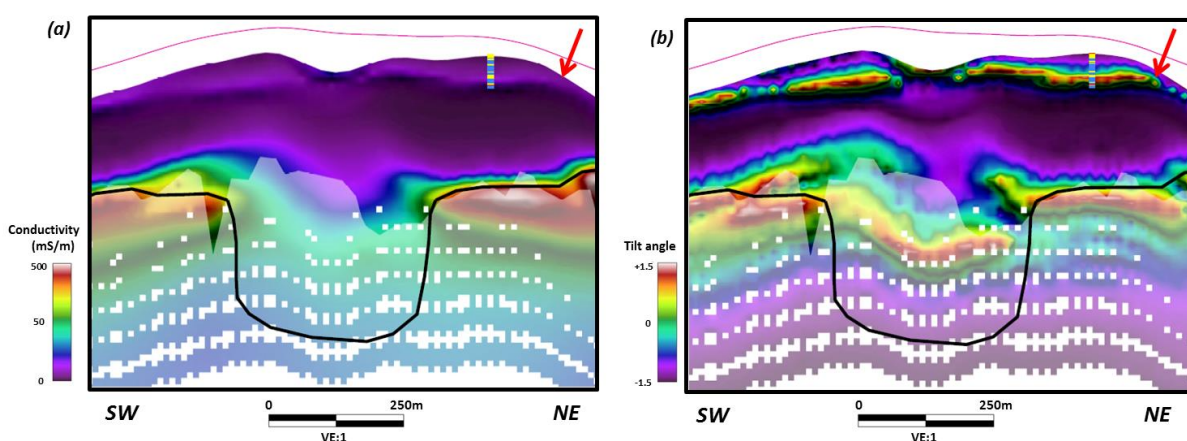 (a)
Conductivity
(mS/m)
500
50
0
SW
0
250m
VE:1
NE
(b)
Tilt angle
+1.5
0
-1.5
SW
0
250m
VE:1
NE